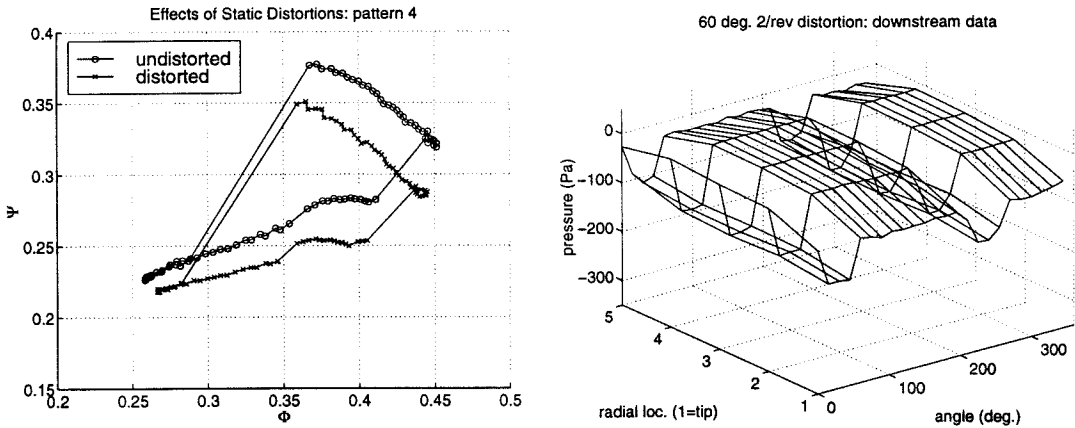 Effects of Static Distortions: pattern 4
0.4
0.35
0.3
0.25
0.2
0.15
Ψ
undistorted
distorted
0.2
0.25
0.3
0.35
0.4
0.45
0.5
Φ
60 deg. 2/rev distortion: downstream data
0
−100
−200
−300
pressure (Pa)
5
4
3
2
1
radial loc. (1=tip)
0
100
200
300
angle (deg.)